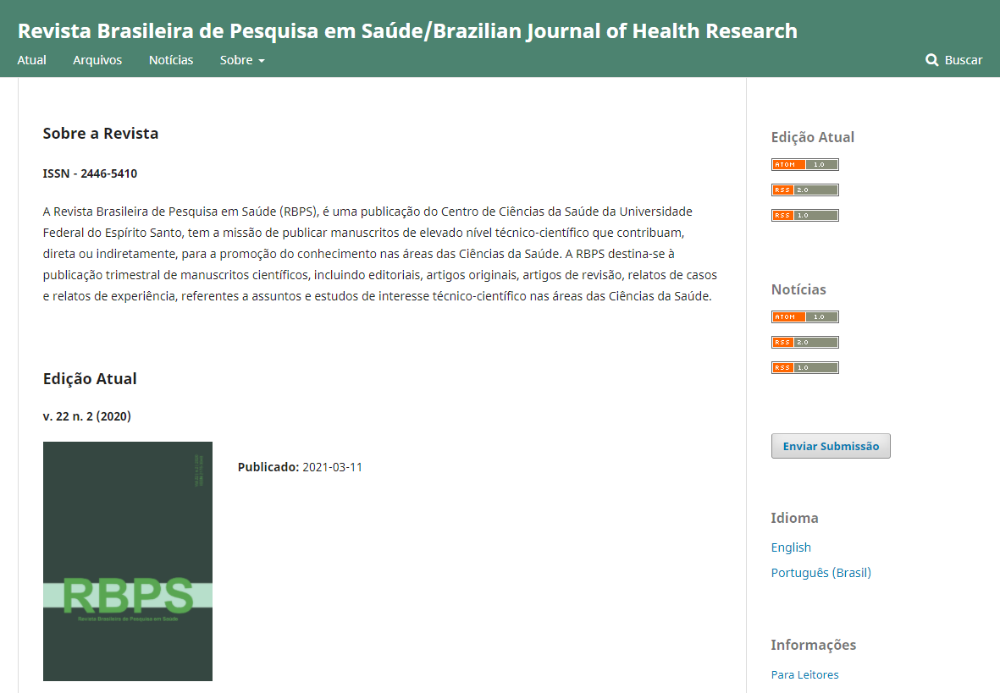 Revista Brasileira de Pesquisa em Saúde/Brazilian Journal of Health Research
Atual Arquivos Notícias Sobre Buscar
Sobre a Revista
ISSN - 2446-5410
A Revista Brasileira de Pesquisa em Saúde (RBPS), é uma publicação do Centro de Ciências da Saúde da Universidade
Federal do Espírito Santo, tem a missão de publicar manuscritos de elevado nível técnico-científico que contribuam,
direta ou indiretamente, para a promoção do conhecimento nas áreas das Ciências da Saúde. A RBPS destina-se à
publicação trimestral de manuscritos científicos, incluindo editoriais, artigos originais, artigos de revisão, relatos de casos
e relatos de experiência, referentes a assuntos e estudos de interesse técnico-científico nas áreas das Ciências da Saúde.
Edição Atual
v. 22 n. 2 (2020)
RBPS
Revista Brasileira de Pesquisa em Saúde
Publicado: 2021-03-11
Edição Atual
ATOM 1.0
RSS 2.0
RSS 1.0
Notícias
ATOM 1.0
RSS 2.0
RSS 1.0
Enviar Submissão
Idioma
English
Português (Brasil)
Informações
Para Leitores